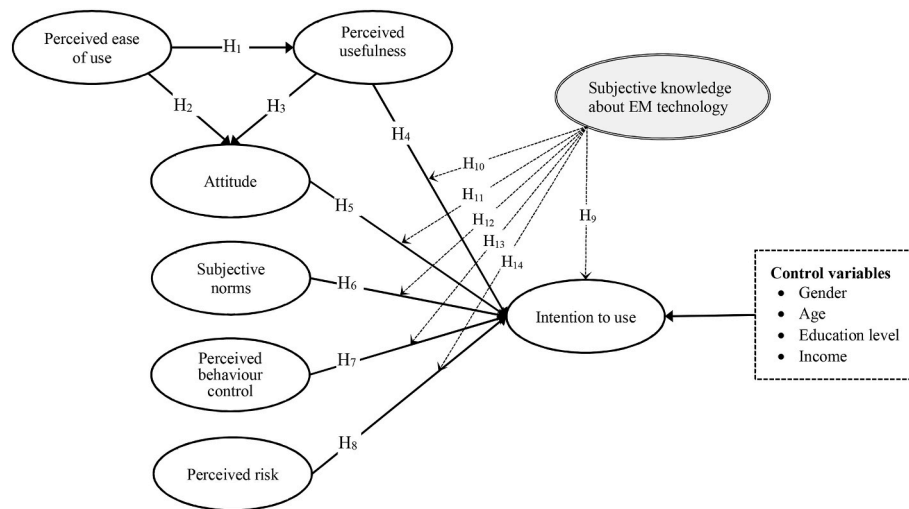 Perceived ease
of use
H1
Perceived
usefulness
H2
H3
H4
Subjective knowledge
about EM technology
H10
Attitude
H11
H5
H12
H9
H13
H14
Subjective
norms
H6
Intention to use
Control variables
• Gender
• Age
• Education level
• Income
Perceived
behaviour
control
H7
H8
Perceived risk